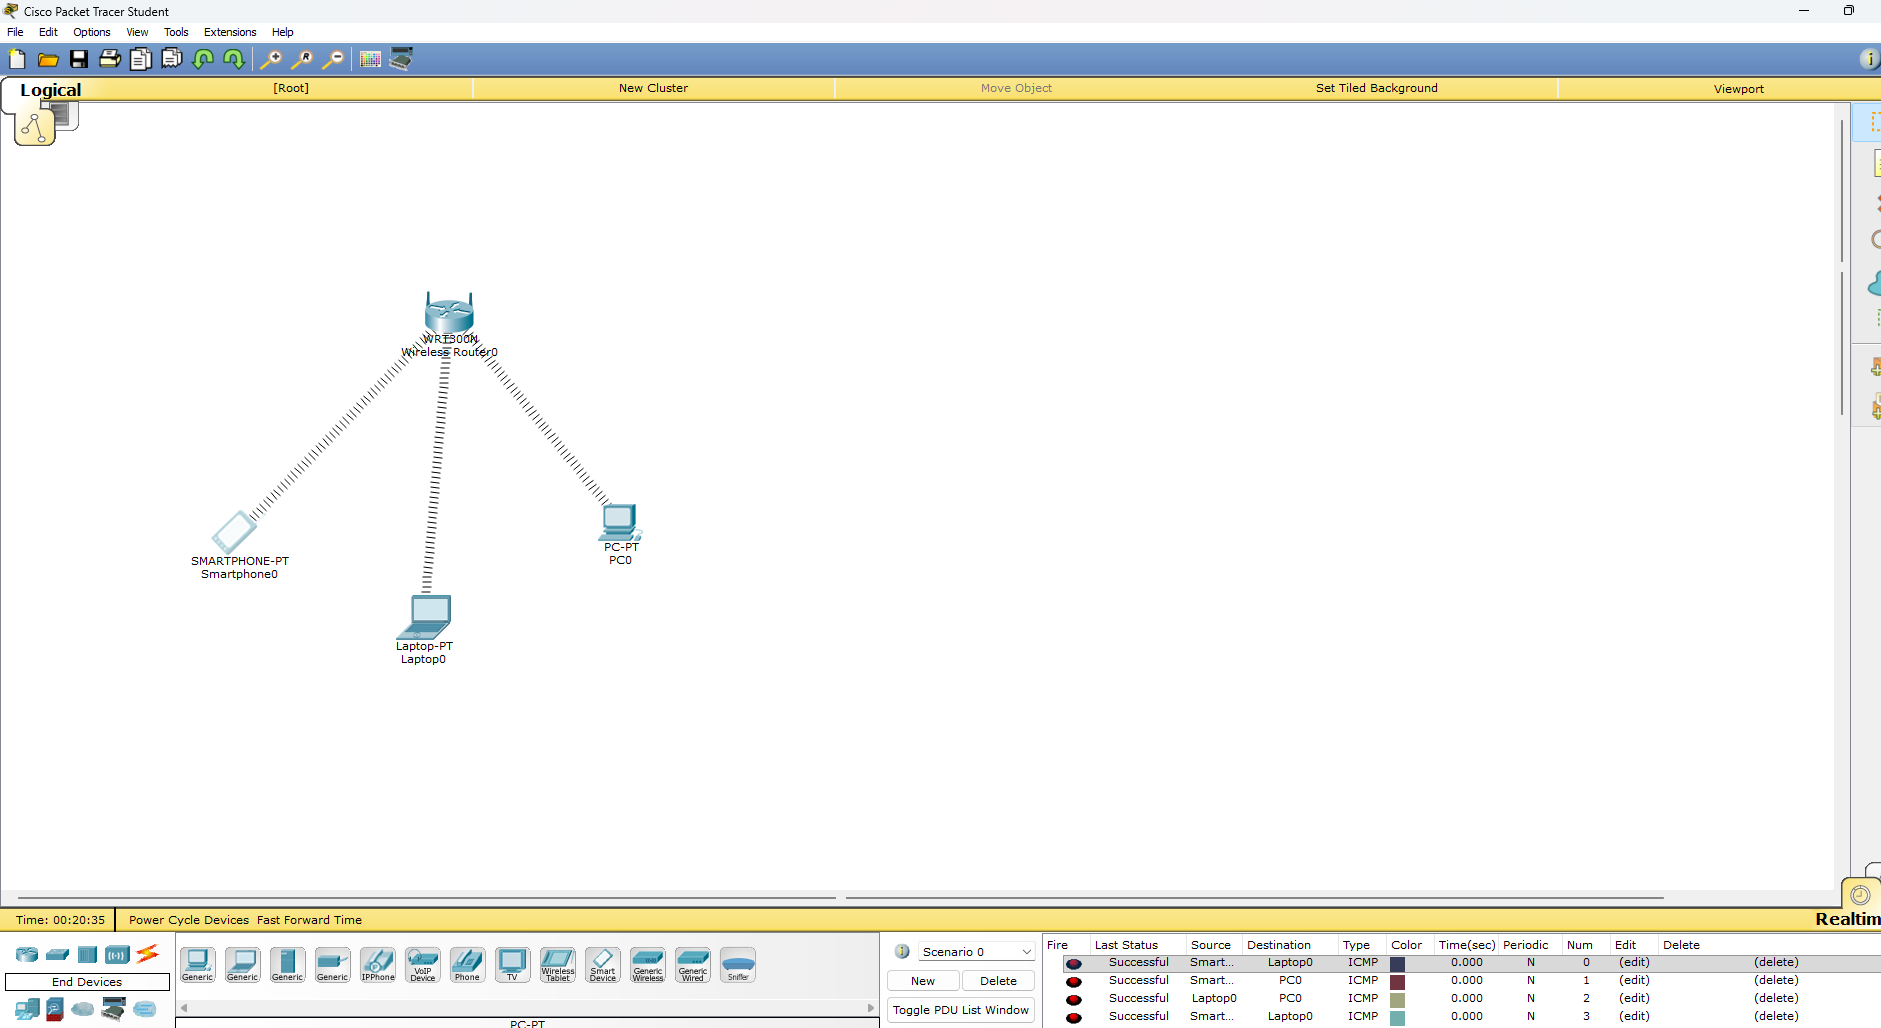 Cisco Packet Tracer Student
File Edit Options View Tools Extensions Help
Logical [Root] New Cluster Move Object Set Tiled Background Viewport
WRT300N
Wireless Router0
SMARTPHONE-PT
Smartphone0
PC-PT
PC0
Laptop-PT
Laptop0
Time: 00:20:35 Power Cycle Devices Fast Forward Time
Realtim
End Devices
Generic Generic Generic Generic IPPhone VoIP Device Phone TV Wireless Tablet Smart Device Generic Wireless Generic Wired Sniffer
PC-PT
Scenario 0
New Delete
Toggle PDU List Window
Fire Last Status Source Destination Type Color Time(sec) Periodic Num Edit Delete
Successful Smart... Laptop0 ICMP 0.000 N 0 (edit) (delete)
Successful Smart... PC0 ICMP 0.000 N 1 (edit) (delete)
Successful Laptop0 PC0 ICMP 0.000 N 2 (edit) (delete)
Successful Smart... Laptop0 ICMP 0.000 N 3 (edit) (delete)